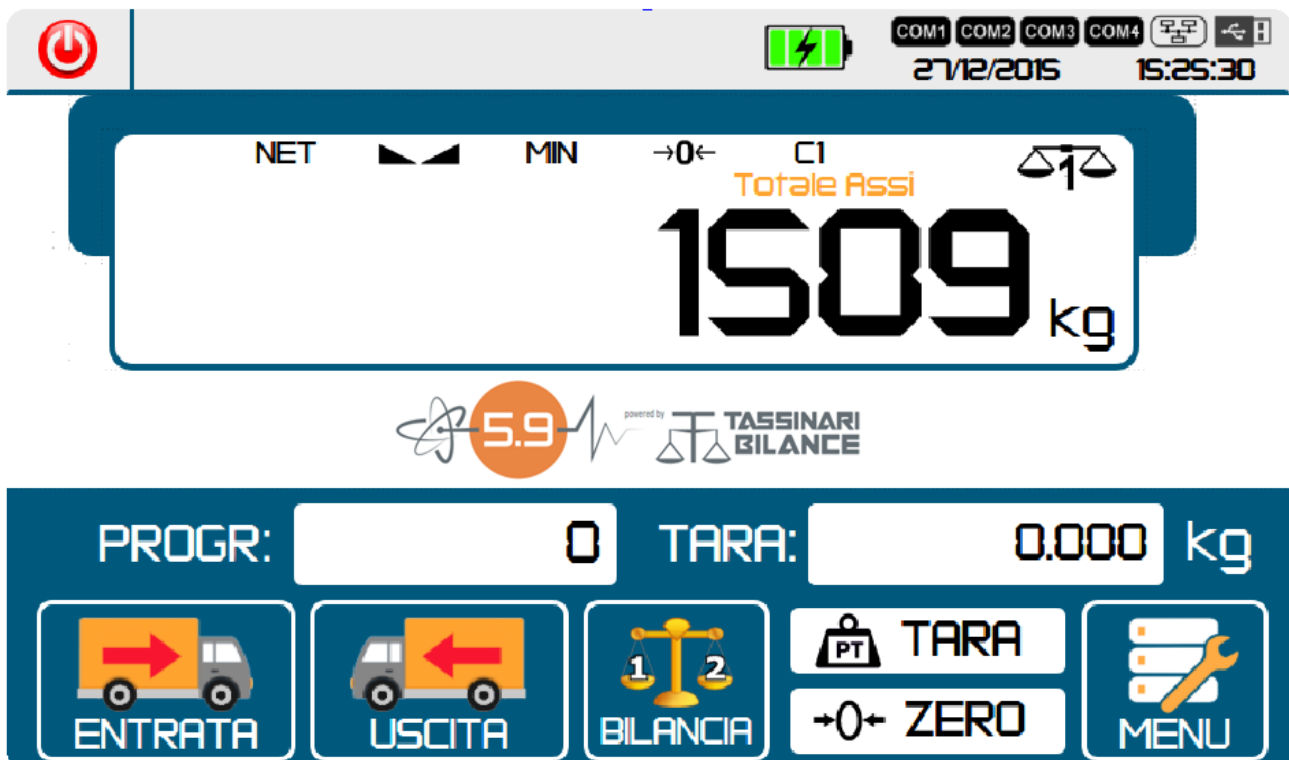 COM1 COM2 COM3 COM4
27/12/2015 15:25:30
NET MIN →0← C1
1
Totale Assi
1509 kg
5.9 powered by TASSINARI BILANCE
PROGR: 0 TARA: 0.000 kg
ENTRATA
USCITA
1 2
BILANCIA
PT TARA
→0← ZERO
MENU